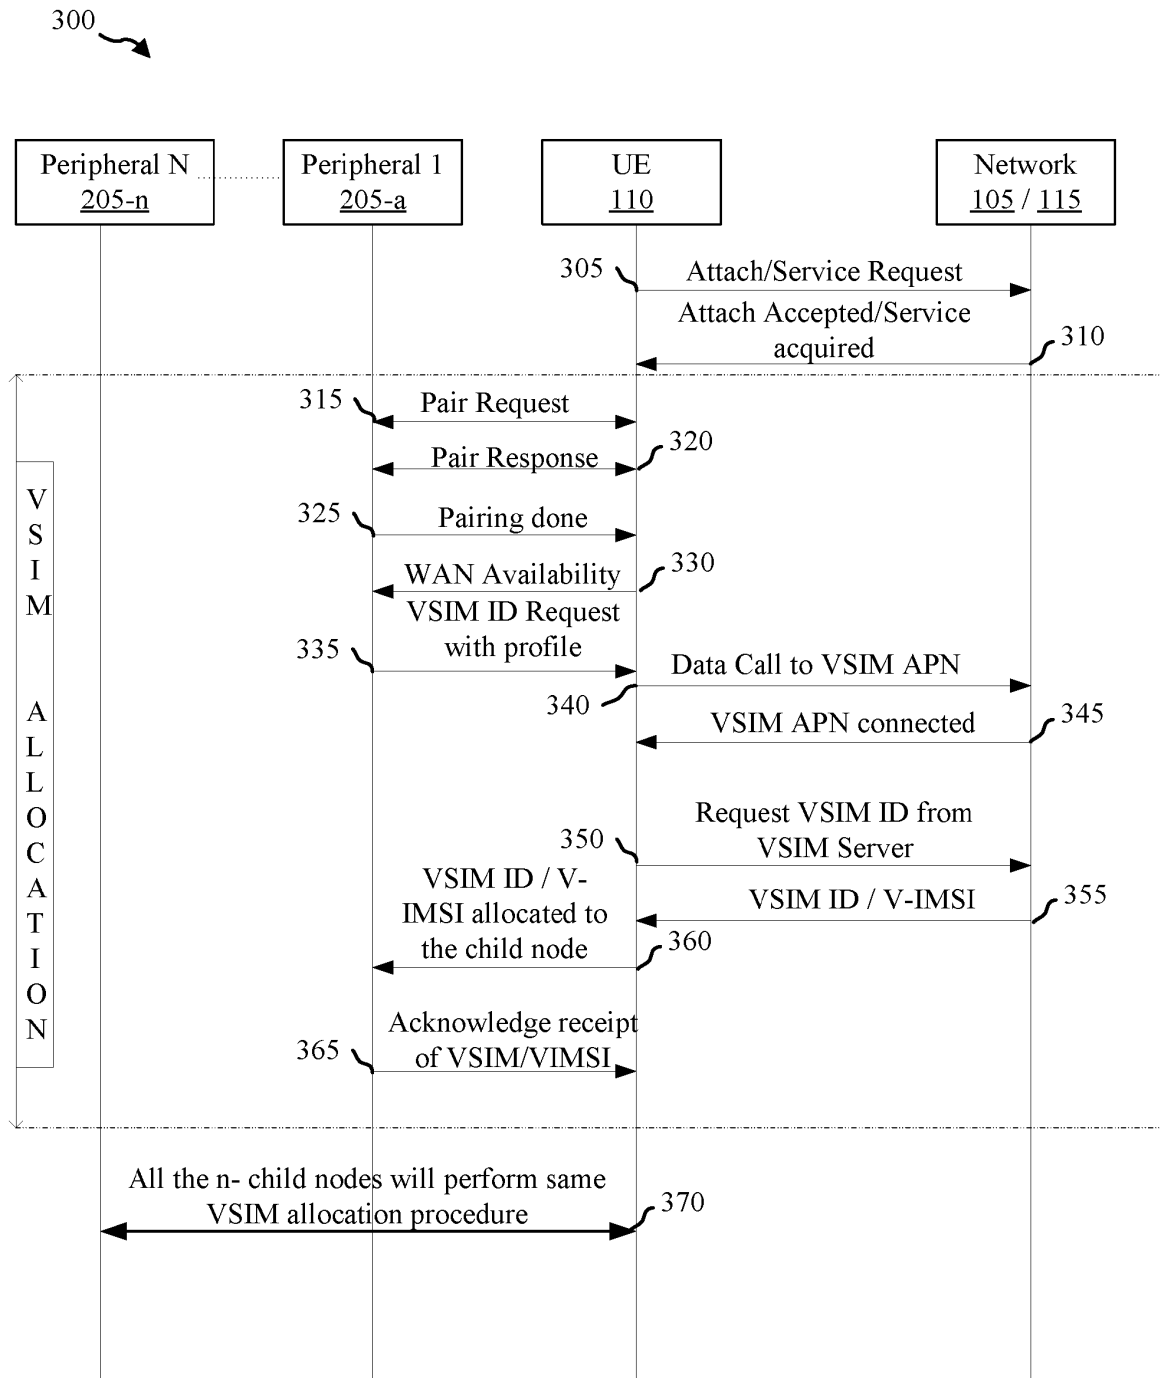 300
Peripheral N
205-n
Peripheral 1
205-a
UE
110
Network
105 / 115
305
Attach/Service Request
Attach Accepted/Service
acquired
310
315
Pair Request
Pair Response
320
325
Pairing done
WAN Availability
330
VSIM ID Request
with profile
335
340
Data Call to VSIM APN
VSIM APN connected
345
Request VSIM ID from
VSIM Server
350
VSIM ID / V-IMSI
355
VSIM ID / V-
IMSI allocated to
the child node
360
Acknowledge receipt
of VSIM/VIMSI
365
VSIM ALLOCATION
All the n- child nodes will perform same
VSIM allocation procedure
370